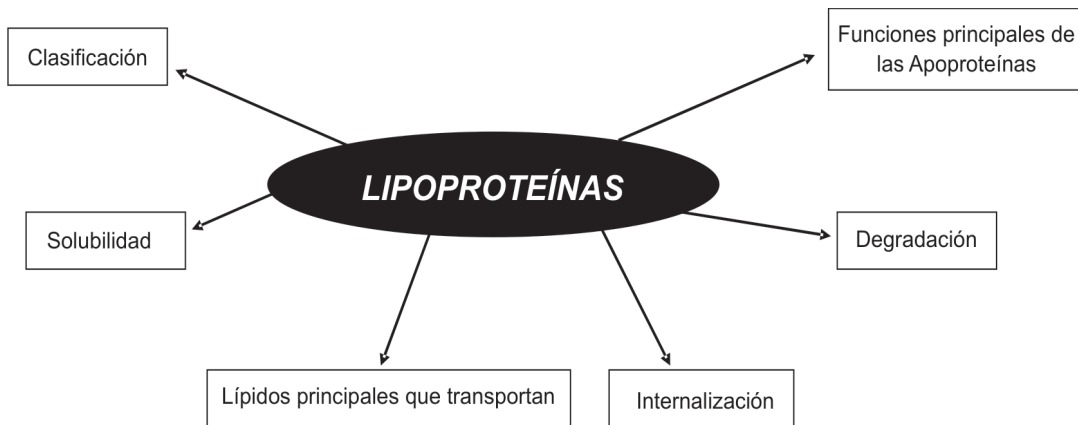 Clasificación
Funciones principales de
las Apoproteínas
LIPOPROTEÍNAS
Solubilidad
Degradación
Lípidos principales que transportan
Internalización